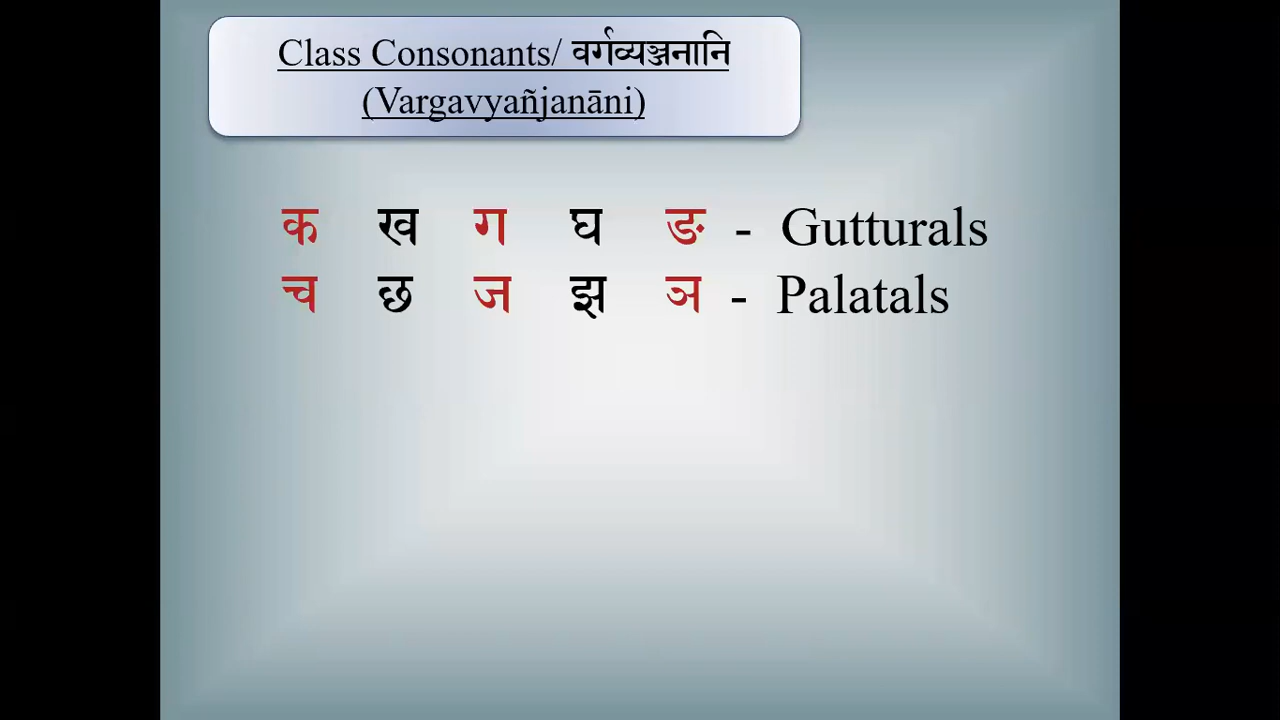 Class Consonants/ वर्गव्यञ्जनानि
(Vargavyañjanāni)
क ख ग घ ङ - Gutturals
च छ ज झ ञ - Palatals